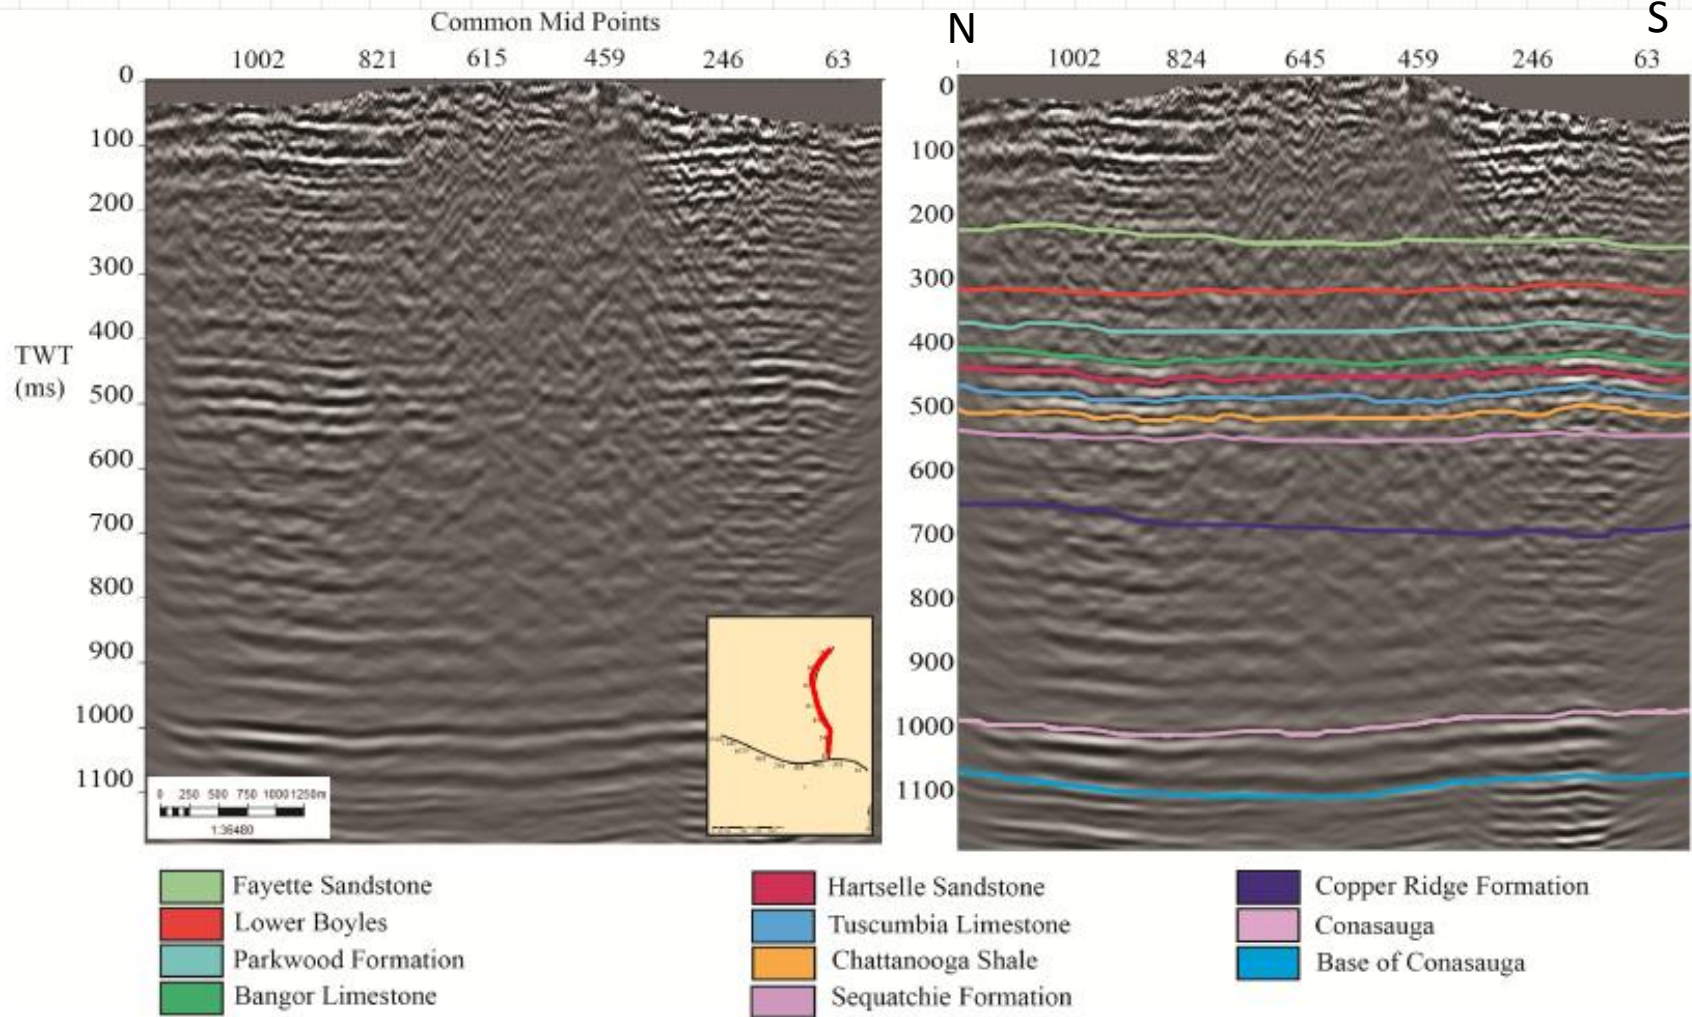 Common Mid Points
1002 821 615 459 246 63
0
100
200
300
400
500
600
700
800
900
1000
1100
TWT
(ms)
0 250 500 750 1000 1250m
1:36480
N S
1002 824 645 459 246 63
0
100
200
300
400
500
600
700
800
900
1000
1100
Fayette Sandstone
Lower Boyles
Parkwood Formation
Bangor Limestone
Hartselle Sandstone
Tuscumbia Limestone
Chattanooga Shale
Sequatchie Formation
Copper Ridge Formation
Conasauga
Base of Conasauga